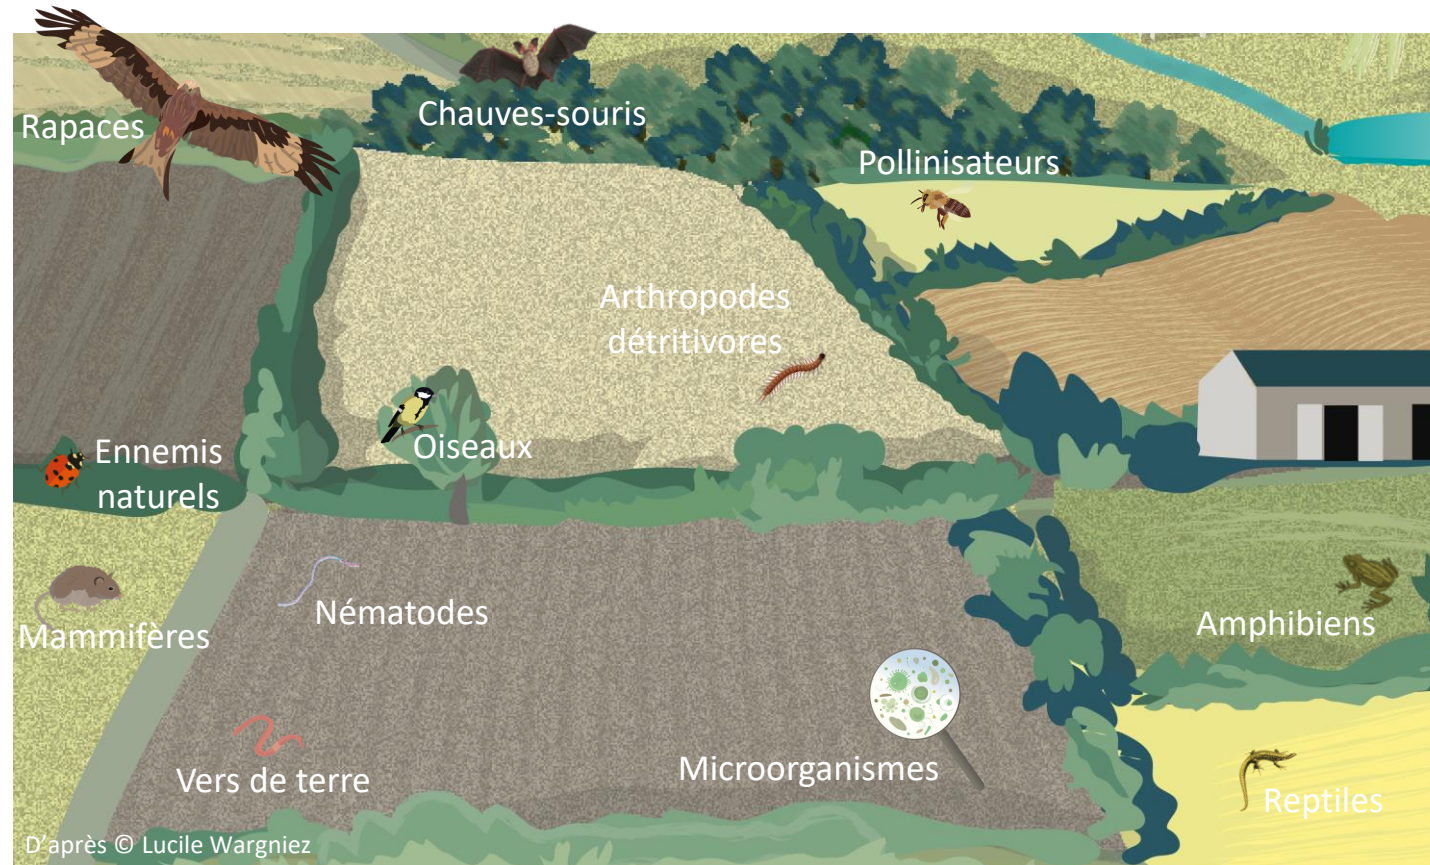 Chauves-souris
Rapaces
Pollinisateurs
Arthropodes
détritivores
Oiseaux
Ennemis
naturels
Nématodes
Mammifères
Amphibiens
Vers de terre
Microorganismes
Reptiles
D'après © Lucile Wargniez